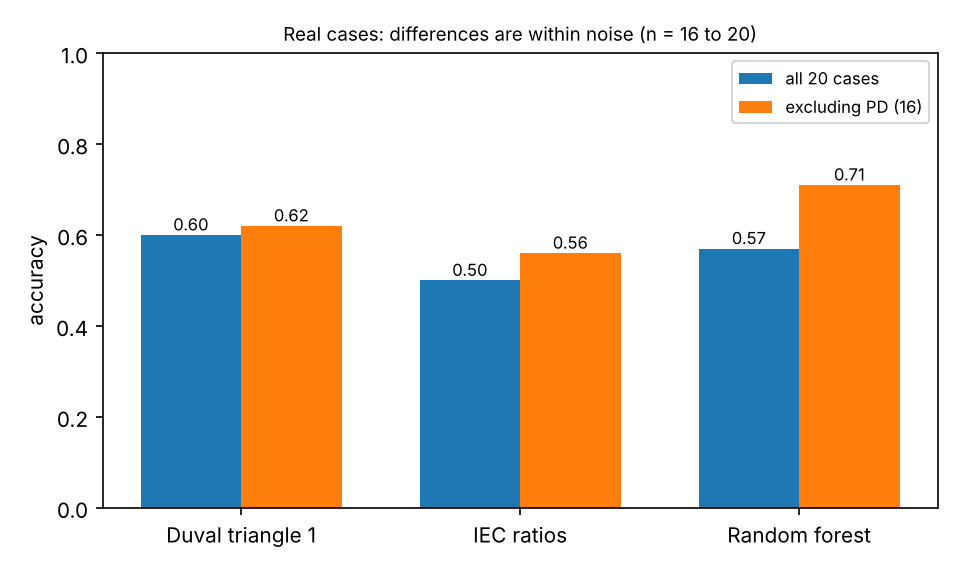 Real cases: differences are within noise (n = 16 to 20)
all 20 cases
excluding PD (16)
accuracy
1.0
0.8
0.6
0.4
0.2
0.0
0.60
0.62
0.50
0.56
0.57
0.71
Duval triangle 1
IEC ratios
Random forest